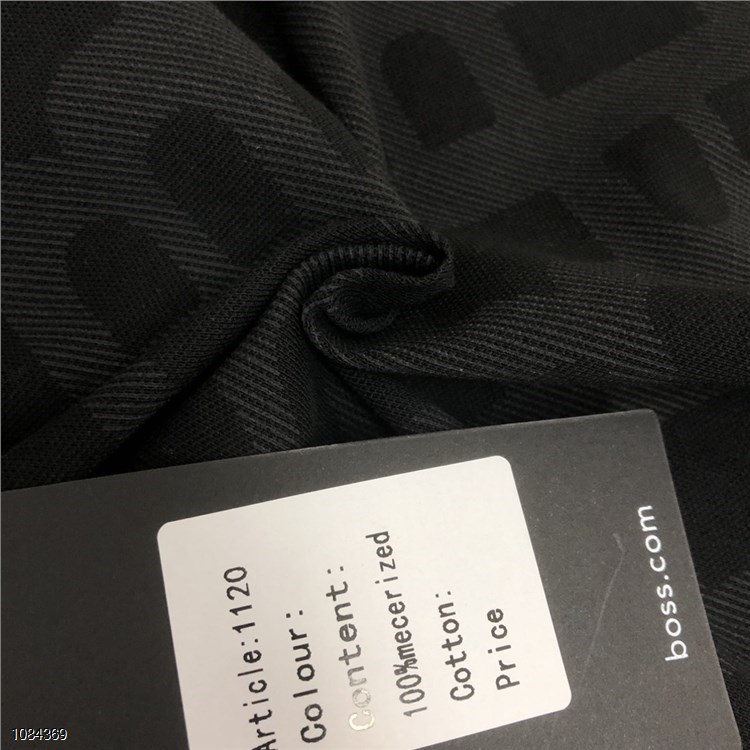 Article:1120
Colour:
Content:
100%mecerized
Cotton:
Price
boss.com
1084369